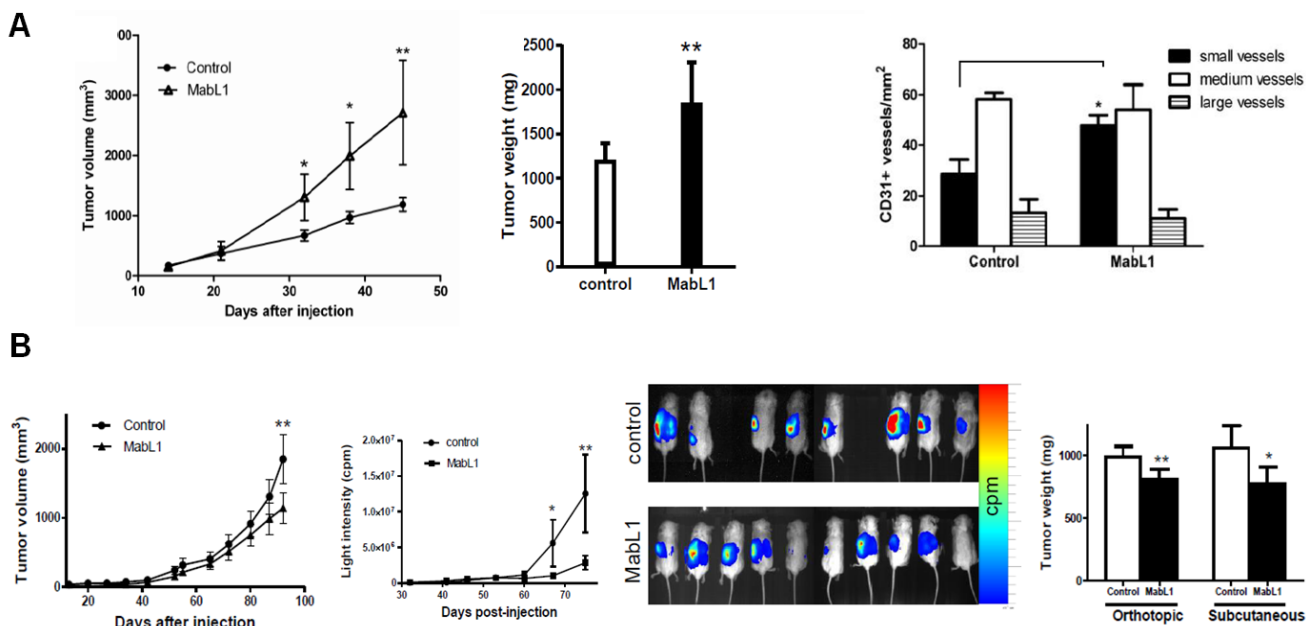 A
00
3000
2000
1000
0
10 20 30 40 50
Tumor volume (mm3)
Days after injection
Control
MabL1
* * **
2500
2000
1500
1000
500
0
Tumor weight (mg)
**
control MabL1
80
60
40
20
0
CD31+ vessels/mm2
*
Control MabL1
small vessels
medium vessels
large vessels
B
2000
1000
0
20 40 60 80 100
Tumor volume (mm3)
Days after injection
Control
MabL1
**
2.0x10⁷
1.5x10⁷
1.0x10⁷
5.0x10⁶
0
30 40 50 60 70
Light intensity (cpm)
Days post-injection
control
MabL1
* **
control
MabL1
cpm
1000
500
0
Tumor weight (mg)
** *
Control MabL1 Control MabL1
Orthotopic Subcutaneous